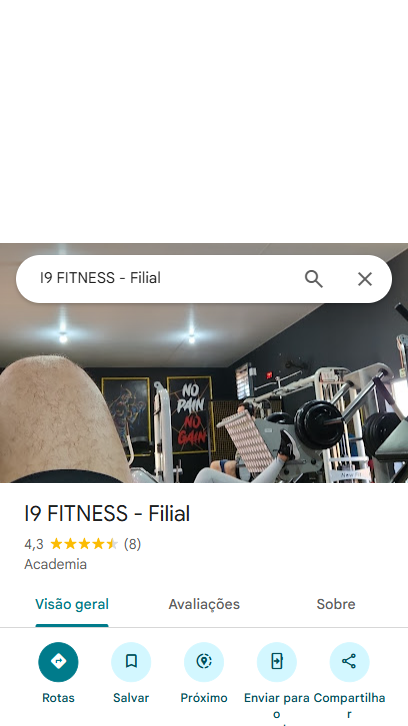 I9 FITNESS - Filial
NO
PAIN
NO
GAIN
I9 FITNESS - Filial
4,3 (8)
Academia
Visão geral Avaliações Sobre
Rotas Salvar Próximo Enviar para o Compartilhar